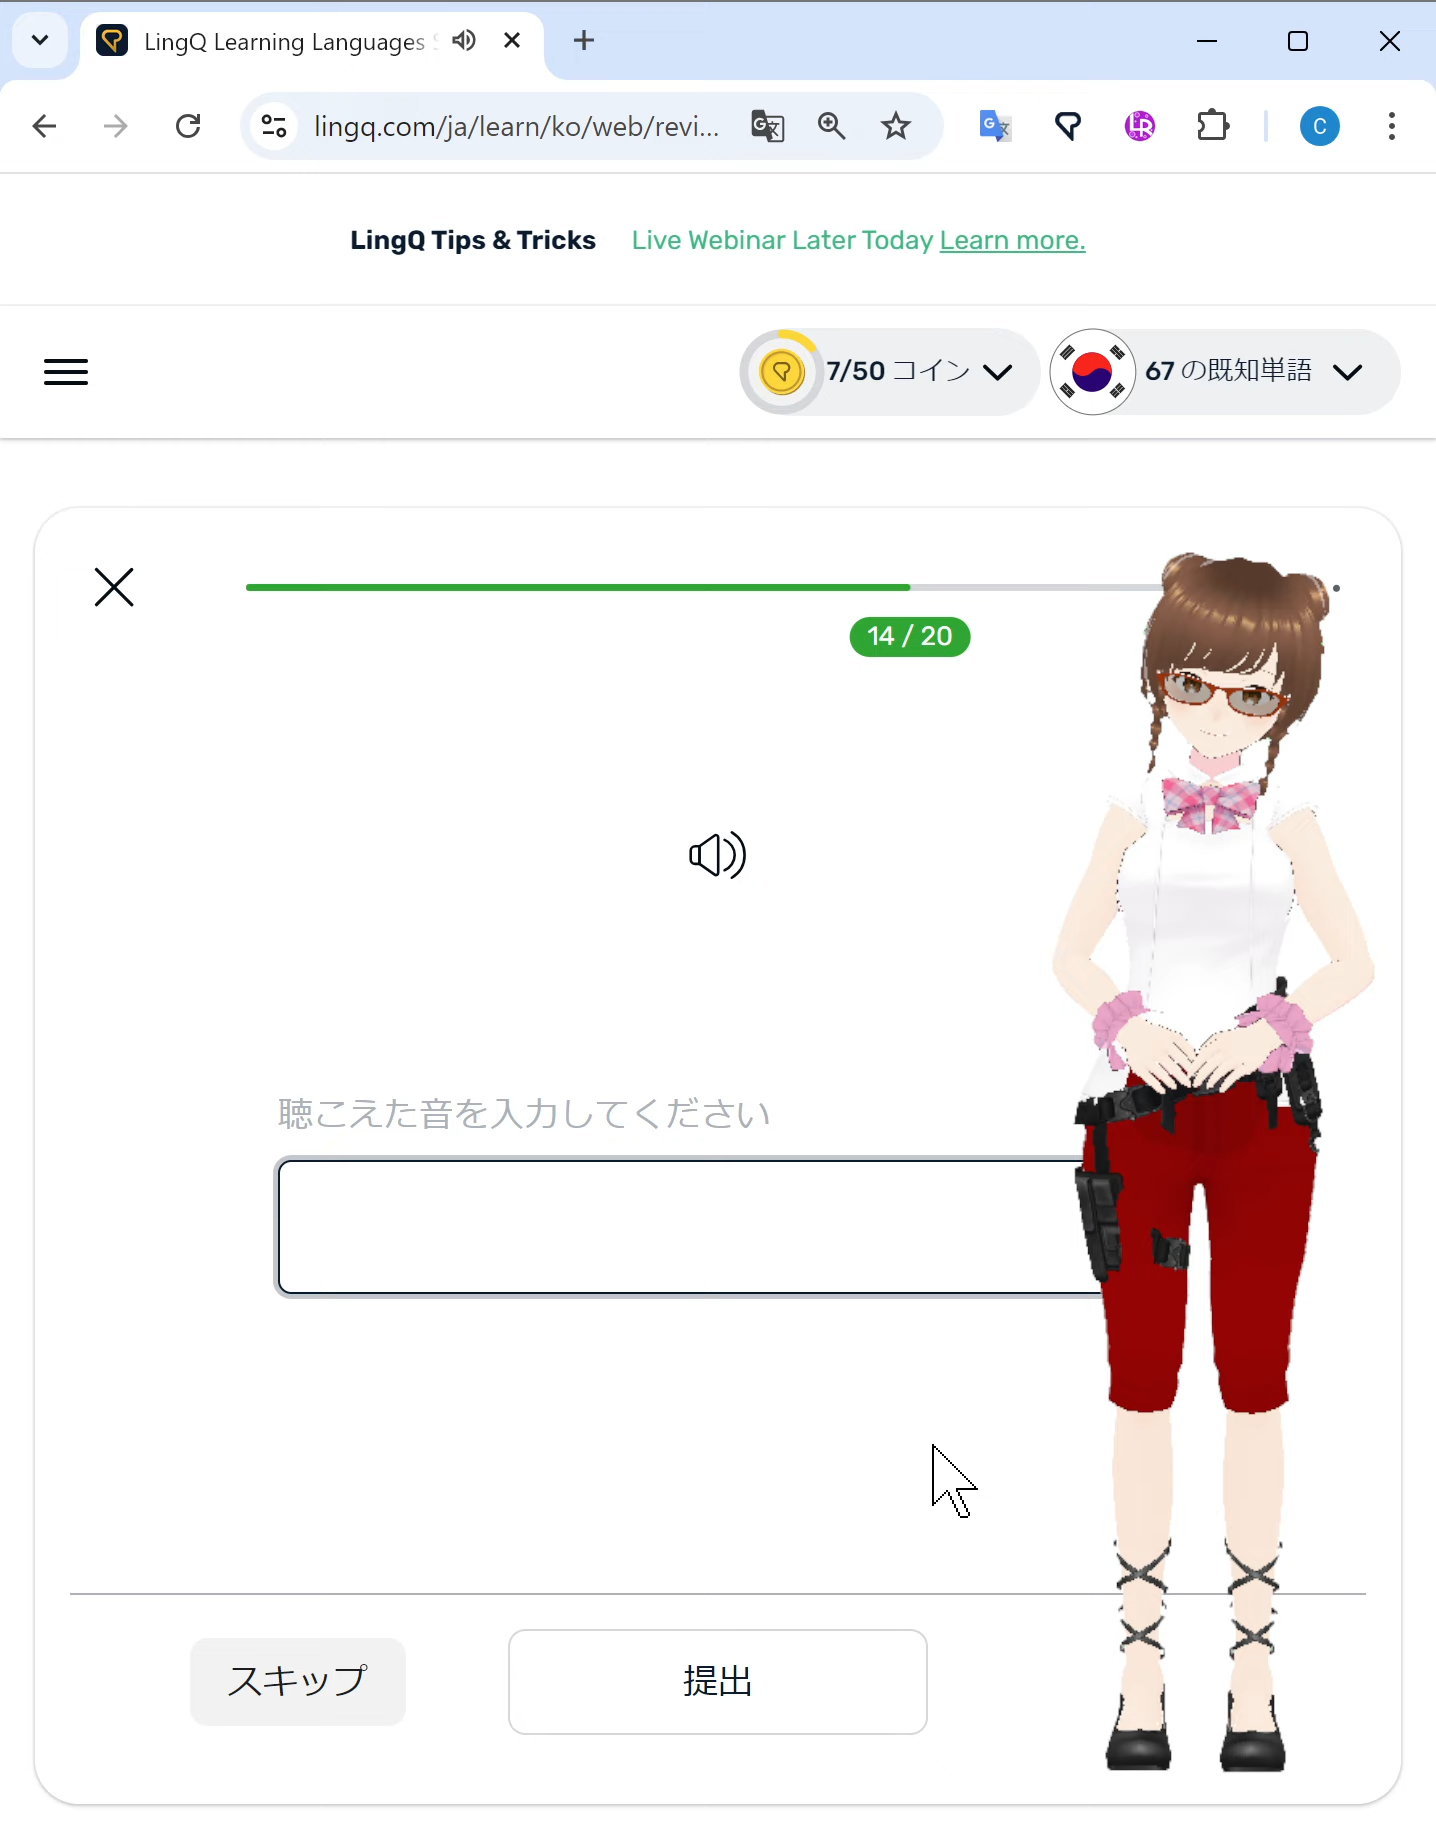 LingQ Learning Languages
lingq.com/ja/learn/ko/web/revi...
C
LingQ Tips & Tricks Live Webinar Later Today Learn more.
7/50 コイン
67 の既知単語
14 / 20
聴こえた音を入力してください
スキップ
提出